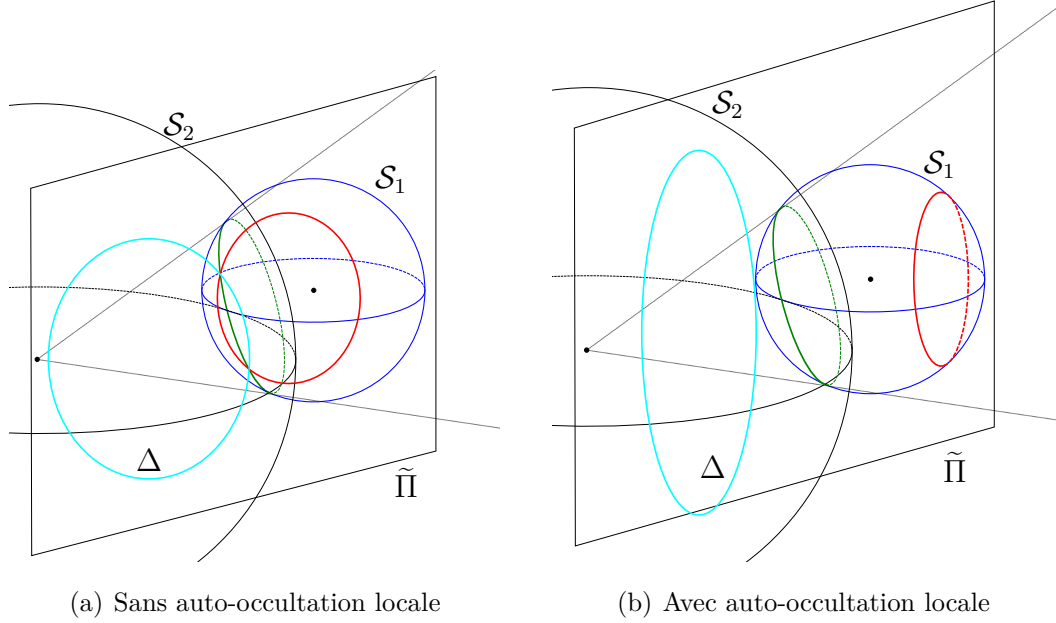 S₂
S₁
Δ
Π̃
(a) Sans auto-occultation locale
S₂
S₁
Δ
Π̃
(b) Avec auto-occultation locale